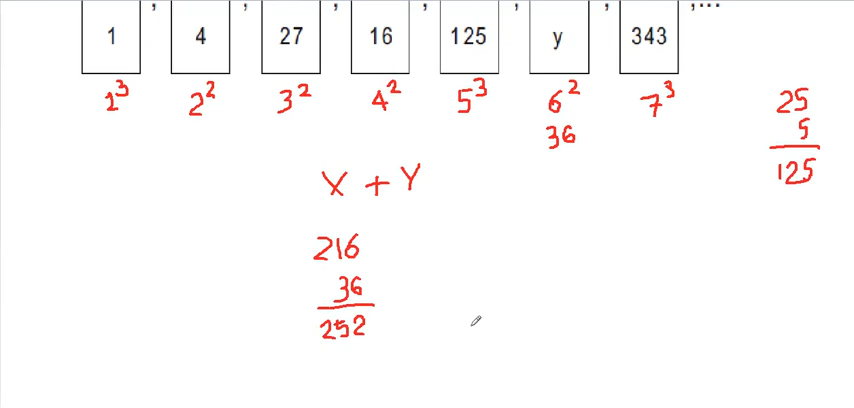 , , , , , , ,...
1 4 27 16 125 y 343
1³ 2² 3² 4² 5³ 6² 7³
36
25
5
125
X + Y
216
36
252